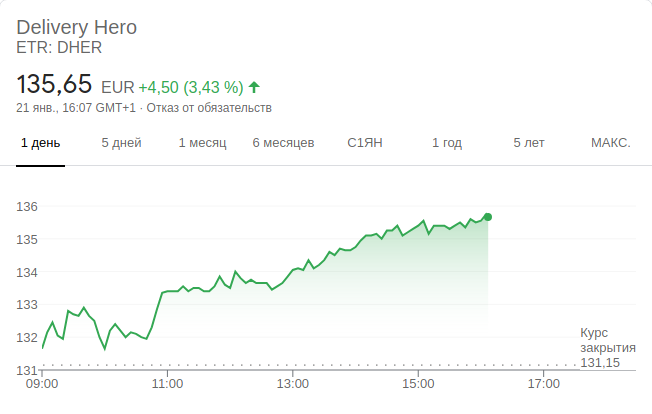 Delivery Hero
ETR: DHER
135,65 EUR +4,50 (3,43 %)
21 янв., 16:07 GMT+1 · Отказ от обязательств
1 день 5 дней 1 месяц 6 месяцев С1ЯН 1 год 5 лет МАКС.
136
135
134
133
132
131
Курс
закрытия
131,15
09:00 11:00 13:00 15:00 17:00